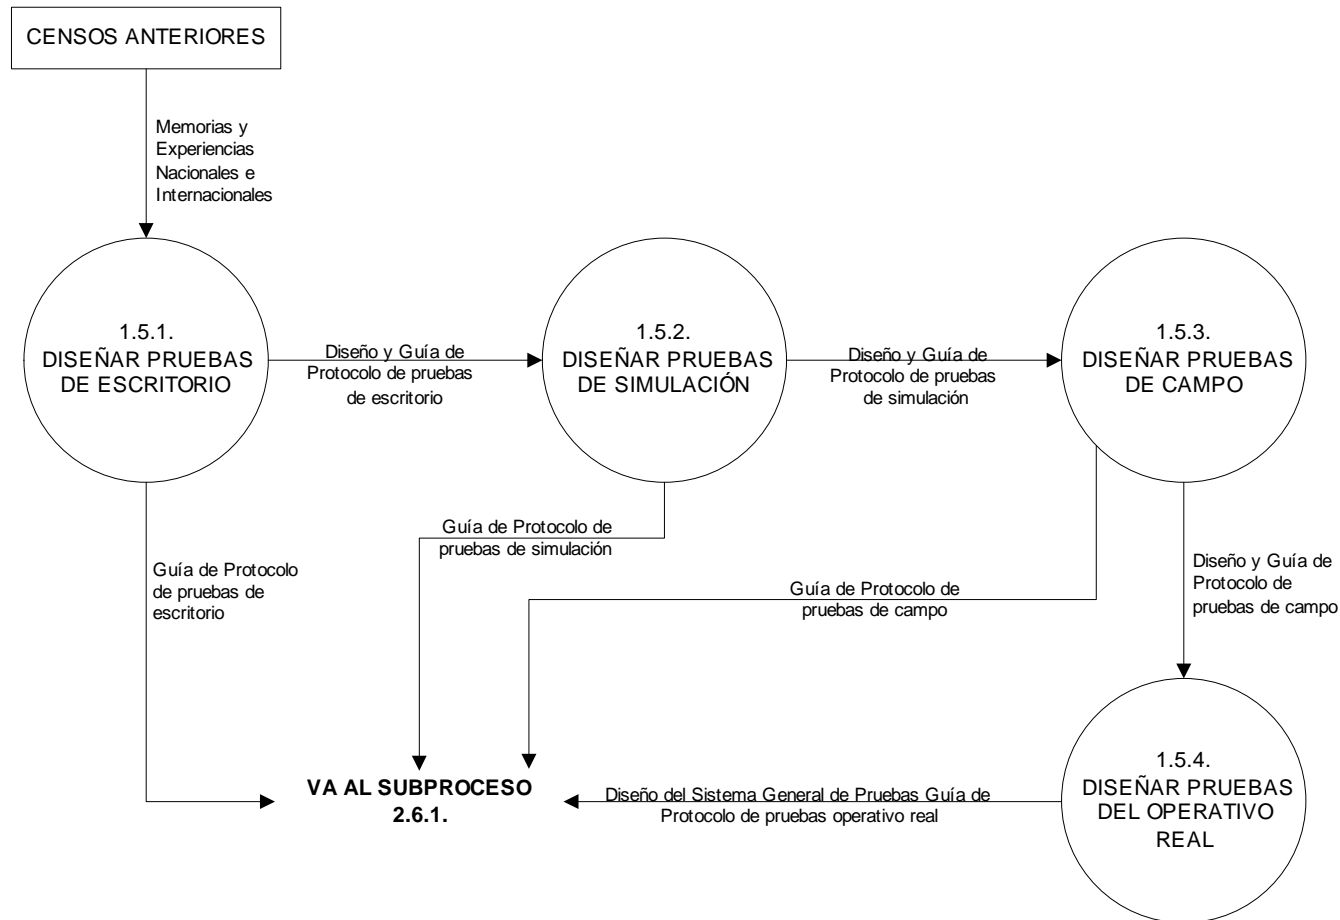 CENSOS ANTERIORES
Memorias y
Experiencias
Nacionales e
Internacionales
1.5.1.
DISEÑAR PRUEBAS
DE ESCRITORIO
Diseño y Guía de
Protocolo de pruebas
de escritorio
1.5.2.
DISEÑAR PRUEBAS
DE SIMULACIÓN
Diseño y Guía de
Protocolo de pruebas
de simulación
1.5.3.
DISEÑAR PRUEBAS
DE CAMPO
Guía de Protocolo
de pruebas de
escritorio
Guía de Protocolo de
pruebas de simulación
Guía de Protocolo de
pruebas de campo
Diseño y Guía de
Protocolo de
pruebas de campo
VA AL SUBPROCESO
2.6.1.
Diseño del Sistema General de Pruebas Guía de
Protocolo de pruebas operativo real
1.5.4.
DISEÑAR PRUEBAS
DEL OPERATIVO
REAL